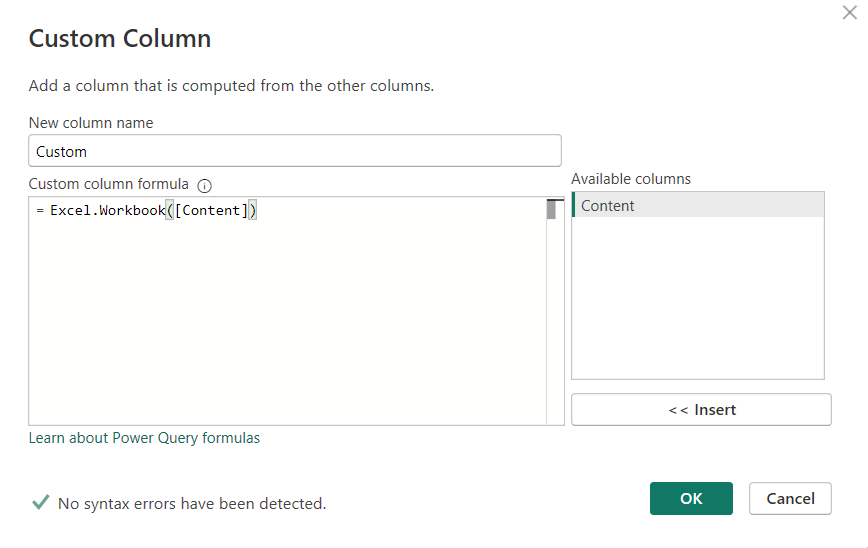 Custom Column
Add a column that is computed from the other columns.
New column name
Custom
Custom column formula
Available columns
= Excel.Workbook([Content])
Content
<< Insert
Learn about Power Query formulas
No syntax errors have been detected.
OK
Cancel